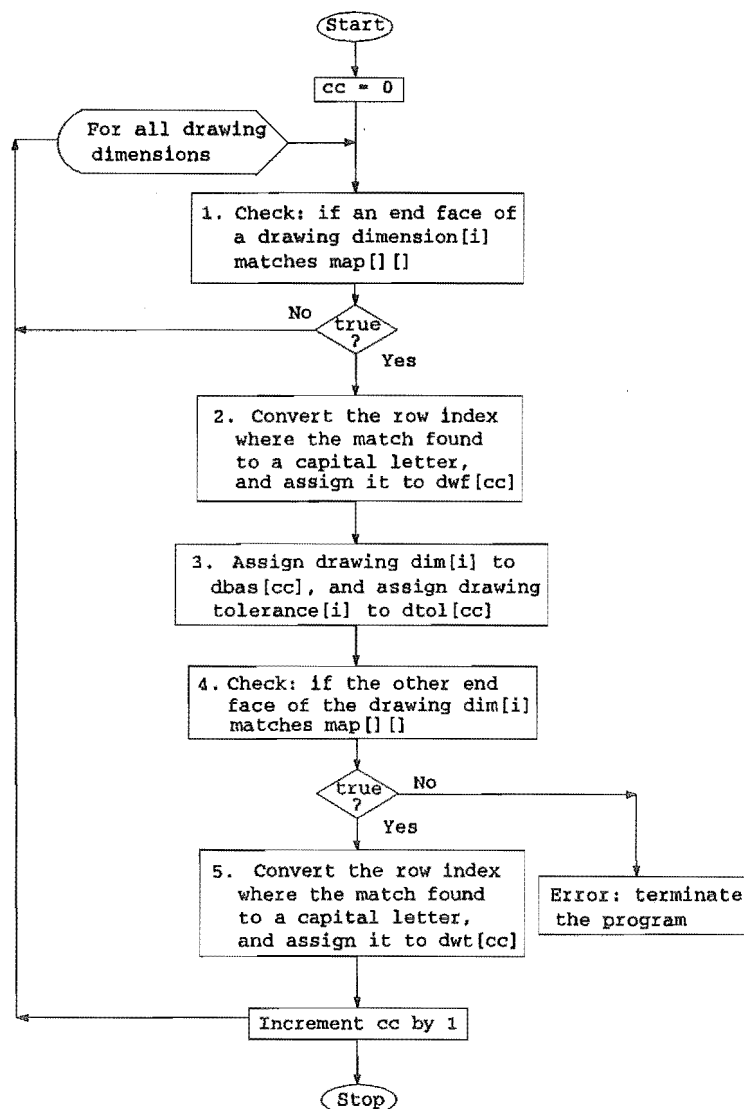 Start
cc = 0
For all drawing
dimensions
1. Check: if an end face of
a drawing dimension[i]
matches map[][]
No
true
?
Yes
2. Convert the row index
where the match found
to a capital letter,
and assign it to dwf[cc]
3. Assign drawing dim[i] to
dbas[cc], and assign drawing
tolerance[i] to dtol[cc]
4. Check: if the other end
face of the drawing dim[i]
matches map[][]
true
?
No
Yes
5. Convert the row index
where the match found
to a capital letter,
and assign it to dwt[cc]
Error: terminate
the program
Increment cc by 1
Stop